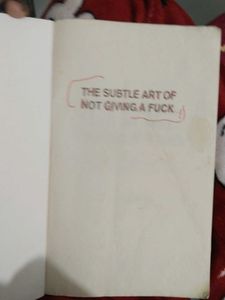 THE SUBTLE ART OF
NOT GIVING A FUCK